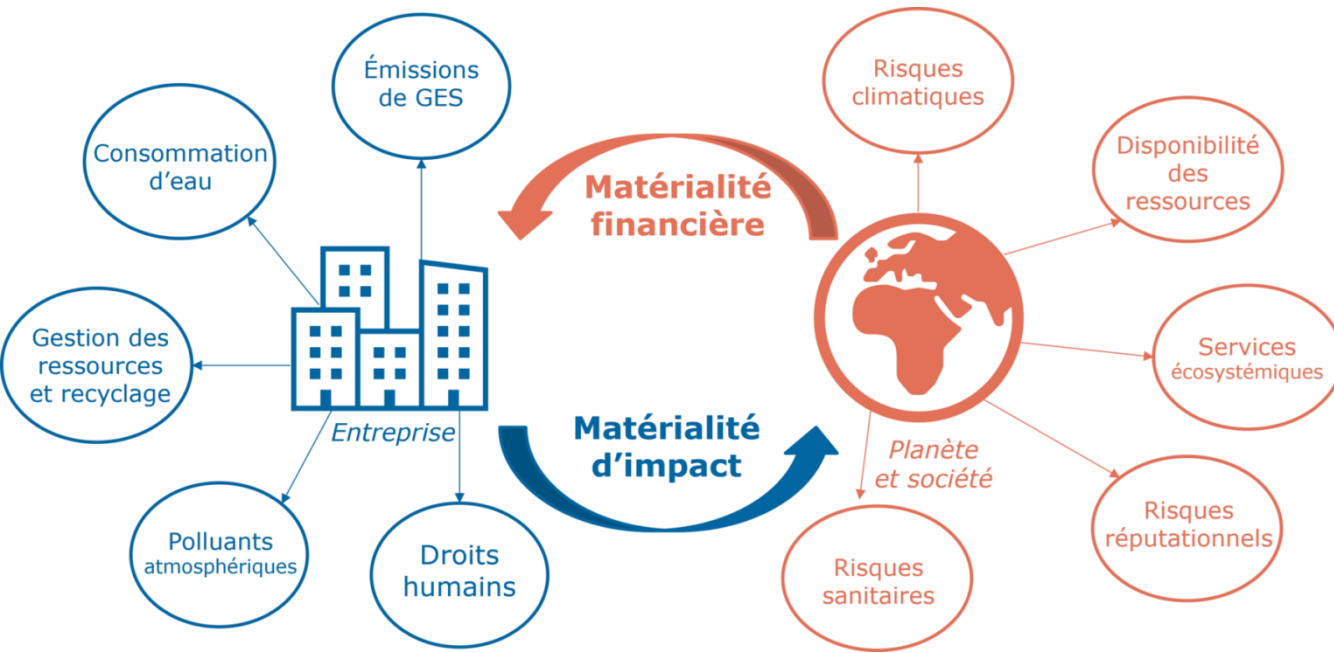 Émissions
de GES
Consommation
d'eau
Gestion des
ressources
et recyclage
Polluants
atmosphériques
Droits
humains
Entreprise
Matérialité
financière
Matérialité
d'impact
Planète
et société
Risques
climatiques
Disponibilité
des
ressources
Services
écosystémiques
Risques
réputationnels
Risques
sanitaires